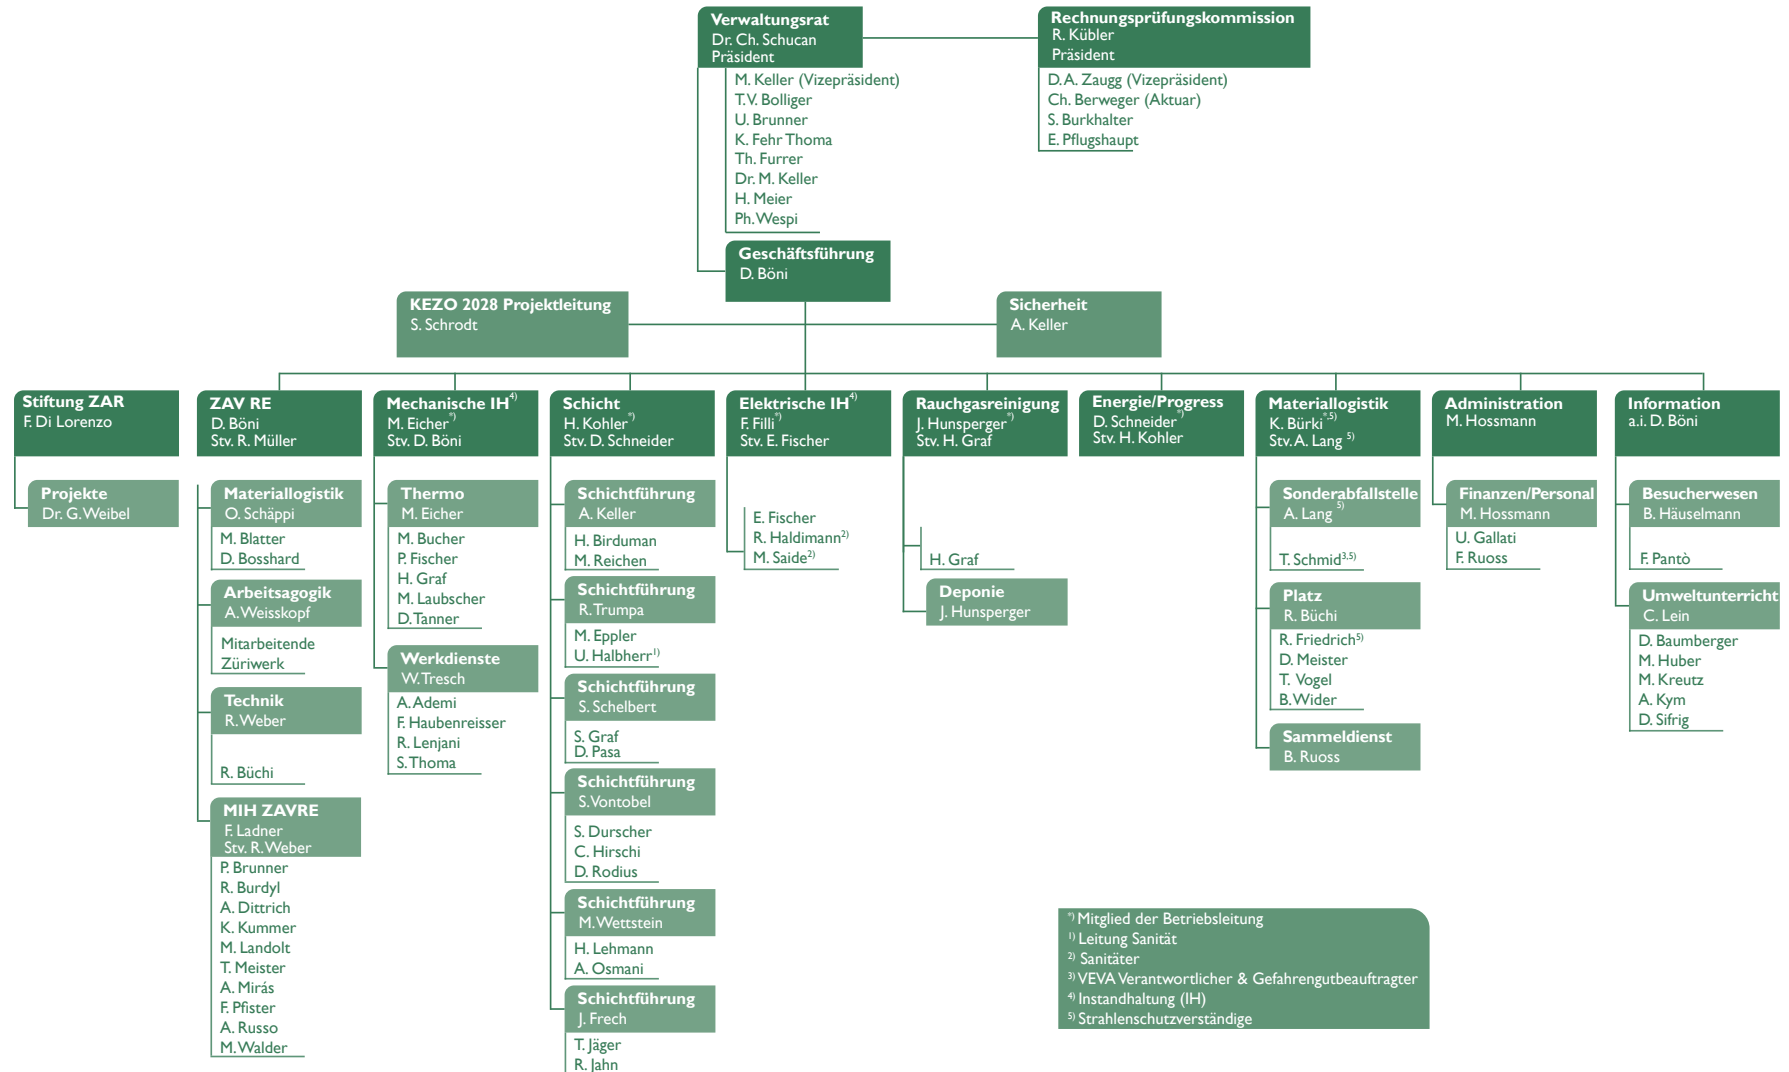 Verwaltungsrat
Dr. Ch. Schucan
Präsident
M. Keller (Vizepräsident)
T.V. Bolliger
U. Brunner
K. Fehr Thoma
Th. Furrer
Dr. M. Keller
H. Meier
Ph. Wespi
Rechnungsprüfungskommission
R. Kübler
Präsident
D.A. Zaugg (Vizepräsident)
Ch. Berweger (Aktuar)
S. Burkhalter
E. Pflugshaupt
Geschäftsführung
D. Böni
KEZO 2028 Projektleitung
S. Schrodt
Sicherheit
A. Keller
Stiftung ZAR
F. Di Lorenzo
Projekte
Dr. G. Weibel
ZAV RE
D. Böni
Stv. R. Müller
Materiallogistik
O. Schäppi
M. Blatter
D. Bosshard
Arbeitsagogik
A. Weisskopf
Mitarbeitende
Züriwerk
Technik
R. Weber
R. Büchi
MIH ZAVRE
F. Ladner
Stv. R. Weber
P. Brunner
R. Burdyl
A. Dittrich
K. Kummer
M. Landolt
T. Meister
A. Mirás
F. Pfister
A. Russo
M. Walder
Mechanische IH4)
M. Eicher*)
Stv. D. Böni
Thermo
M. Eicher
M. Bucher
P. Fischer
H. Graf
M. Laubscher
D. Tanner
Werkdienste
W. Tresch
A. Ademi
F. Haubenreisser
R. Lenjani
S. Thoma
Schicht
H. Kohler*)
Stv. D. Schneider
Schichtführung
A. Keller
H. Birduman
M. Reichen
Schichtführung
R. Trumpa
M. Eppler
U. Halbherr1)
Schichtführung
S. Schelbert
S. Graf
D. Pasa
Schichtführung
S. Vontobel
S. Durscher
C. Hirschi
D. Rodius
Schichtführung
M. Wettstein
H. Lehmann
A. Osmani
Schichtführung
J. Frech
T. Jäger
R. Jahn
Elektrische IH4)
F. Filli*)
Stv. E. Fischer
E. Fischer
R. Haldimann2)
M. Saide2)
Rauchgasreinigung
J. Hunsperger*)
Stv. H. Graf
H. Graf
Deponie
J. Hunsperger
Energie/Progress
D. Schneider*)
Stv. H. Kohler
Materiallogistik
K. Bürki*,5)
Stv. A. Lang 5)
Sonderabfallstelle
A. Lang 5)
T. Schmid3,5)
Platz
R. Büchi
R. Friedrich5)
D. Meister
T. Vogel
B. Wider
Sammeldienst
B. Ruoss
Administration
M. Hossmann
Finanzen/Personal
M. Hossmann
U. Gallati
F. Ruoss
Information
a.i. D. Böni
Besucherwesen
B. Häuselmann
F. Pantò
Umweltunterricht
C. Lein
D. Baumberger
M. Huber
M. Kreutz
A. Kym
D. Sifrig
*) Mitglied der Betriebsleitung
1) Leitung Sanität
2) Sanitäter
3) VEVA Verantwortlicher & Gefahrengutbeauftragter
4) Instandhaltung (IH)
5) Strahlenschutzverständige